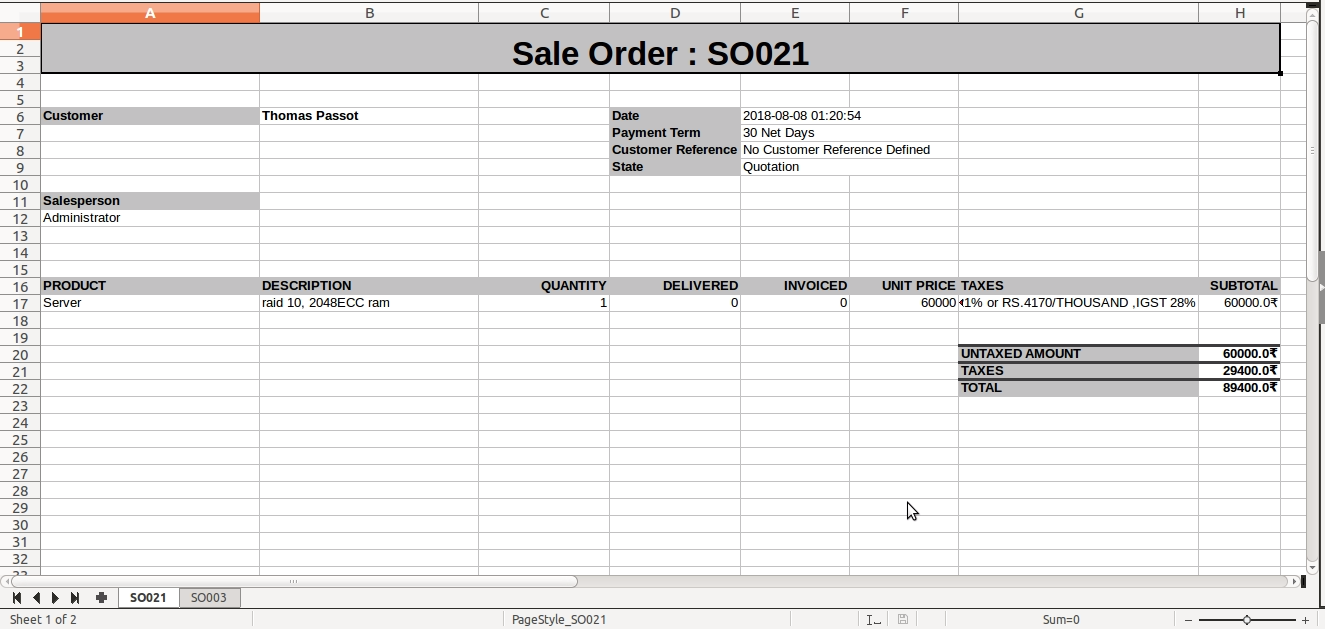 A B C D E F G H
1
2 Sale Order : SO021
3
4
5
6 Customer Thomas Passot Date 2018-08-08 01:20:54
7 Payment Term 30 Net Days
8 Customer Reference No Customer Reference Defined
9 State Quotation
10
11 Salesperson
12 Administrator
13
14
15
16 PRODUCT DESCRIPTION QUANTITY DELIVERED INVOICED UNIT PRICE TAXES SUBTOTAL
17 Server raid 10, 2048ECC ram 1 0 0 60000 1% or RS.4170/THOUSAND ,IGST 28% 60000.0₹
18
19
20 UNTAXED AMOUNT 60000.0₹
21 TAXES 29400.0₹
22 TOTAL 89400.0₹
23
24
25
26
27
28
29
30
31
32
SO021 SO003
Sheet 1 of 2 PageStyle_SO021 Sum=0